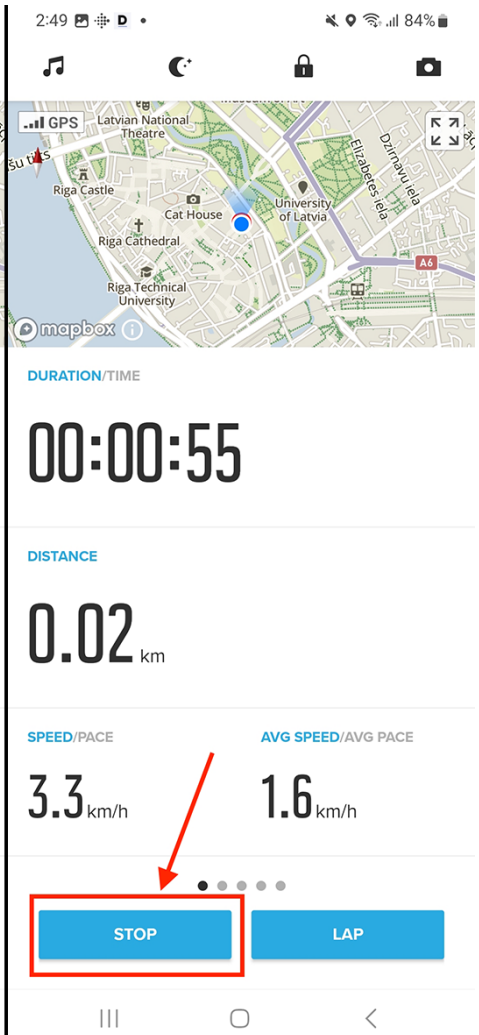 2:49 D
84%
GPS
Latvian National
Theatre
Elizabetes iela
Dzirnavu iela
Riga Castle
Cat House
University
of Latvia
Riga Cathedral
A6
Riga Technical
University
mapbox
DURATION/TIME
00:00:55
DISTANCE
0.02 km
SPEED/PACE
AVG SPEED/AVG PACE
3.3 km/h
1.6 km/h
STOP
LAP